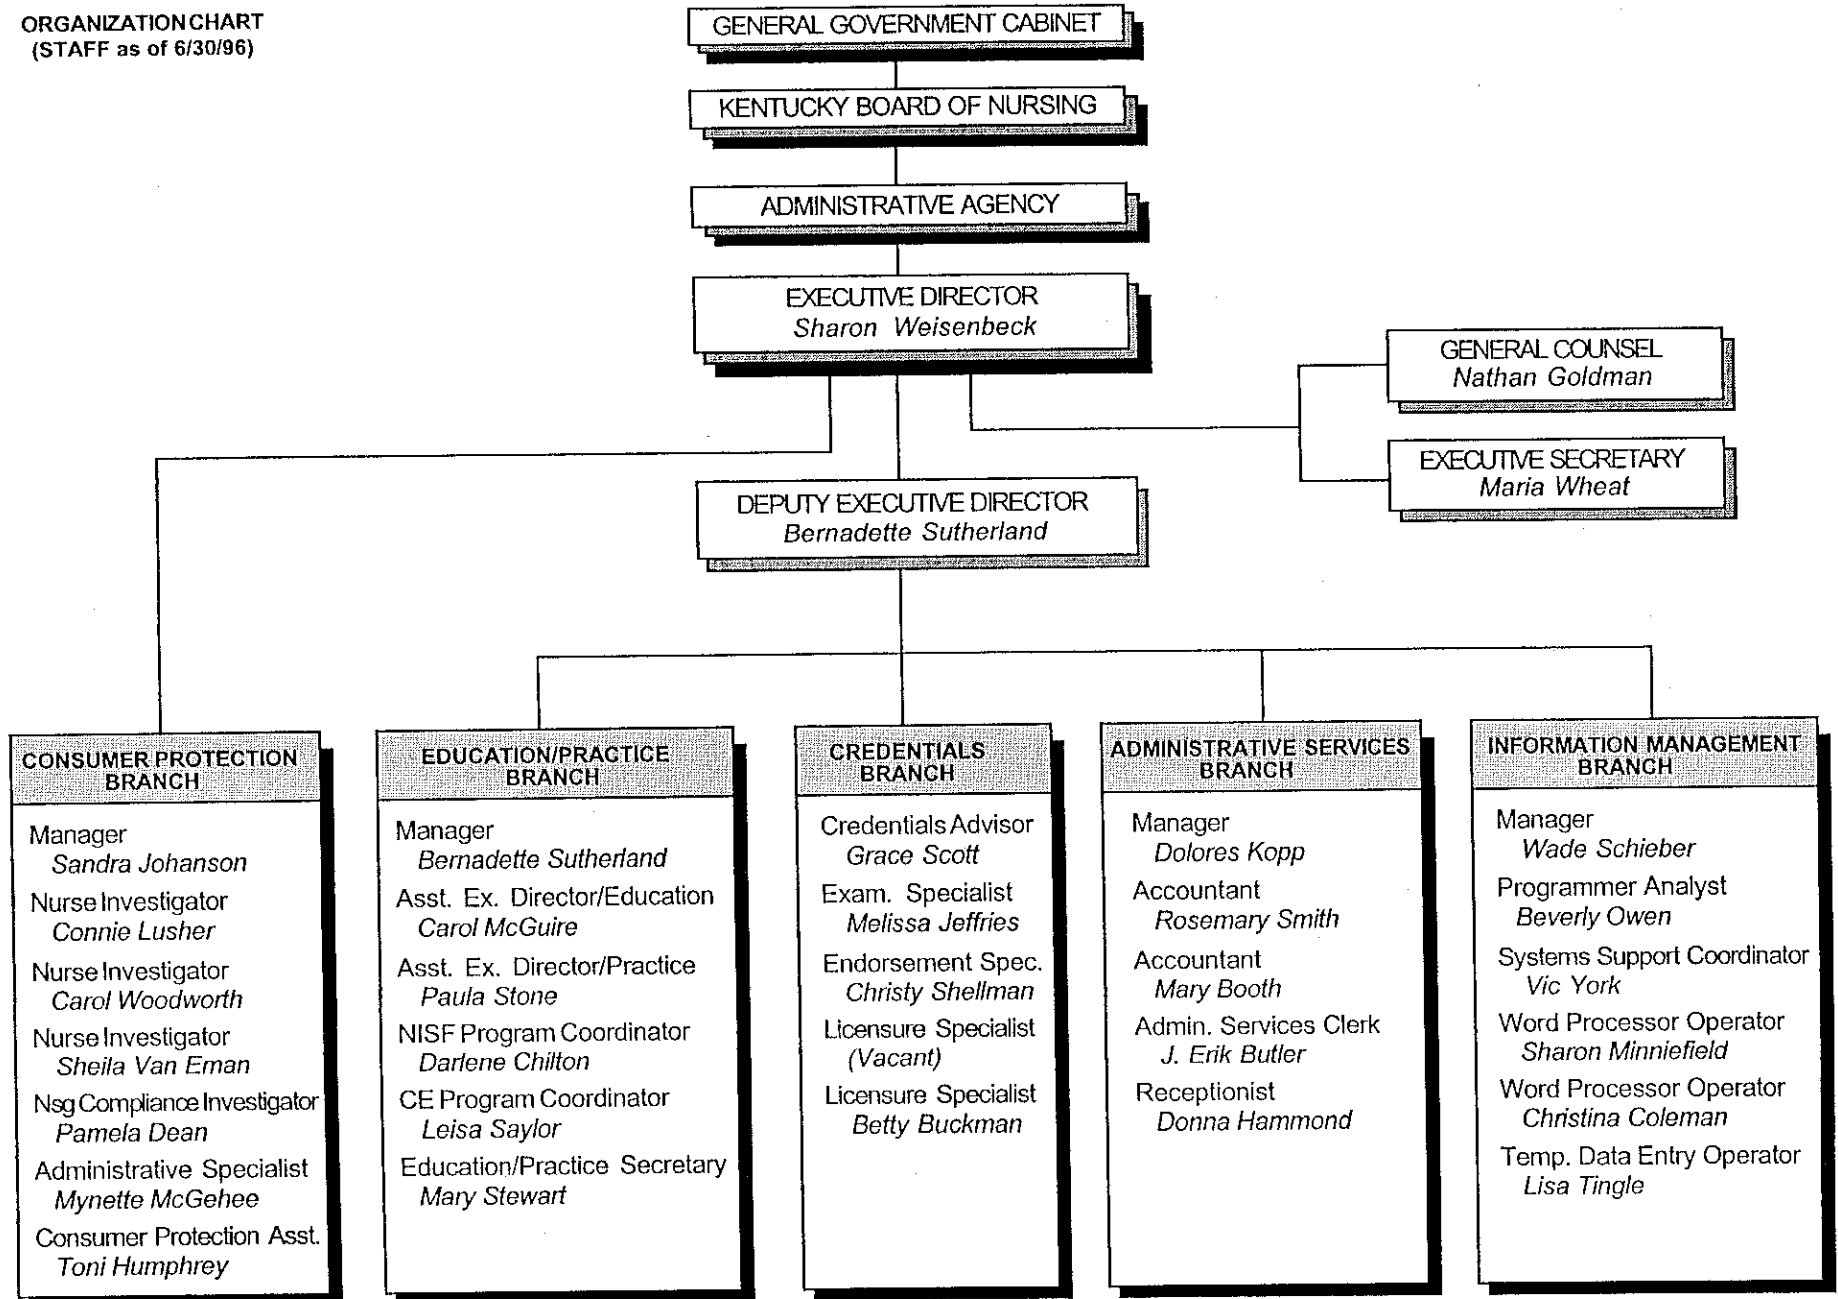 ORGANIZATION CHART
(STAFF as of 6/30/96)
GENERAL GOVERNMENT CABINET
KENTUCKY BOARD OF NURSING
ADMINISTRATIVE AGENCY
EXECUTIVE DIRECTOR
Sharon Weisenbeck
GENERAL COUNSEL
Nathan Goldman
EXECUTIVE SECRETARY
Maria Wheat
DEPUTY EXECUTIVE DIRECTOR
Bernadette Sutherland
CONSUMER PROTECTION
BRANCH
Manager
Sandra Johanson
Nurse Investigator
Connie Lusher
Nurse Investigator
Carol Woodworth
Nurse Investigator
Sheila Van Eman
Nsg Compliance Investigator
Pamela Dean
Administrative Specialist
Mynette McGehee
Consumer Protection Asst.
Toni Humphrey
EDUCATION/PRACTICE
BRANCH
Manager
Bernadette Sutherland
Asst. Ex. Director/Education
Carol McGuire
Asst. Ex. Director/Practice
Paula Stone
NISF Program Coordinator
Darlene Chilton
CE Program Coordinator
Leisa Saylor
Education/Practice Secretary
Mary Stewart
CREDENTIALS
BRANCH
Credentials Advisor
Grace Scott
Exam. Specialist
Melissa Jeffries
Endorsement Spec.
Christy Shellman
Licensure Specialist
(Vacant)
Licensure Specialist
Betty Buckman
ADMINISTRATIVE SERVICES
BRANCH
Manager
Dolores Kopp
Accountant
Rosemary Smith
Accountant
Mary Booth
Admin. Services Clerk
J. Erik Butler
Receptionist
Donna Hammond
INFORMATION MANAGEMENT
BRANCH
Manager
Wade Schieber
Programmer Analyst
Beverly Owen
Systems Support Coordinator
Vic York
Word Processor Operator
Sharon Minniefield
Word Processor Operator
Christina Coleman
Temp. Data Entry Operator
Lisa Tingle